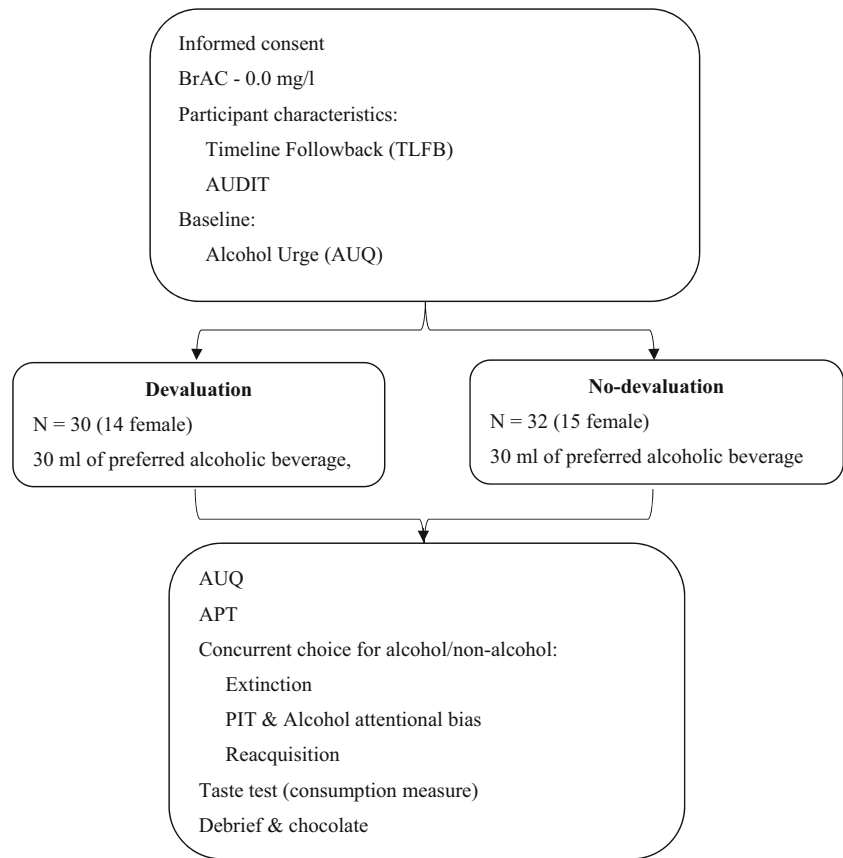 Informed consent
BrAC - 0.0 mg/l
Participant characteristics:
Timeline Followback (TLFB)
AUDIT
Baseline:
Alcohol Urge (AUQ)
Devaluation
N = 30 (14 female)
30 ml of preferred alcoholic beverage,
No-devaluation
N = 32 (15 female)
30 ml of preferred alcoholic beverage
AUQ
APT
Concurrent choice for alcohol/non-alcohol:
Extinction
PIT & Alcohol attentional bias
Reacquisition
Taste test (consumption measure)
Debrief & chocolate